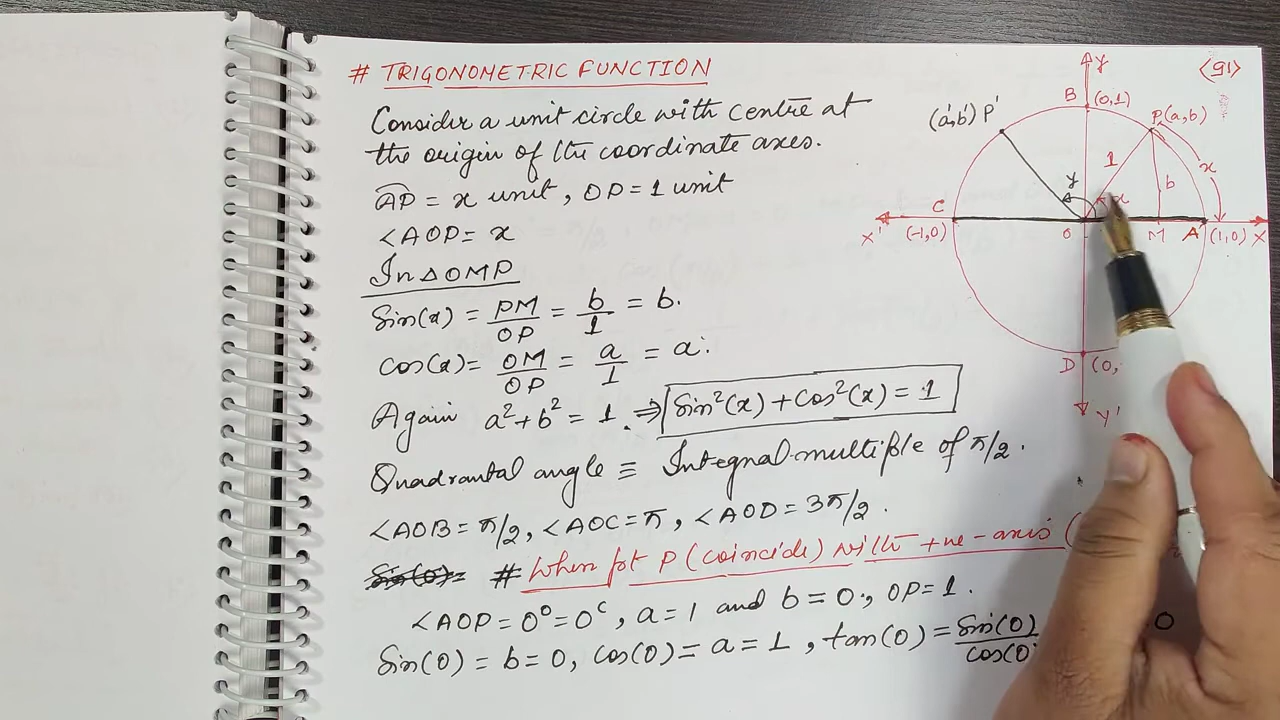 # TRIGONOMETRIC FUNCTION
<91>
Consider a unit circle with centre at
the origin of the coordinate axes.
AP = x unit, OP = 1 unit
∠AOP = x
In △OMP
Sin(x) = PM/OP = b/1 = b.
Cos(x) = OM/OP = a/1 = a.
Again a² + b² = 1. ⇒ Sin²(x) + Cos²(x) = 1
Quadrantal angle ≡ Integral multiple of π/2.
∠AOB = π/2, ∠AOC = π, ∠AOD = 3π/2.
# When pt P (coincide) with +ve-axis (
∠AOP = 0° = 0ᶜ, a = 1 and b = 0, OP = 1.
Sin(0) = b = 0, Cos(0) = a = 1, tan(0) = Sin(0)/Cos(0 0
Y
B (0,1)
(a',b') P'
P(a,b)
1
x
y
b
x
C
X' (-1,0)
O
M
A (1,0) X
D (0,
Y'